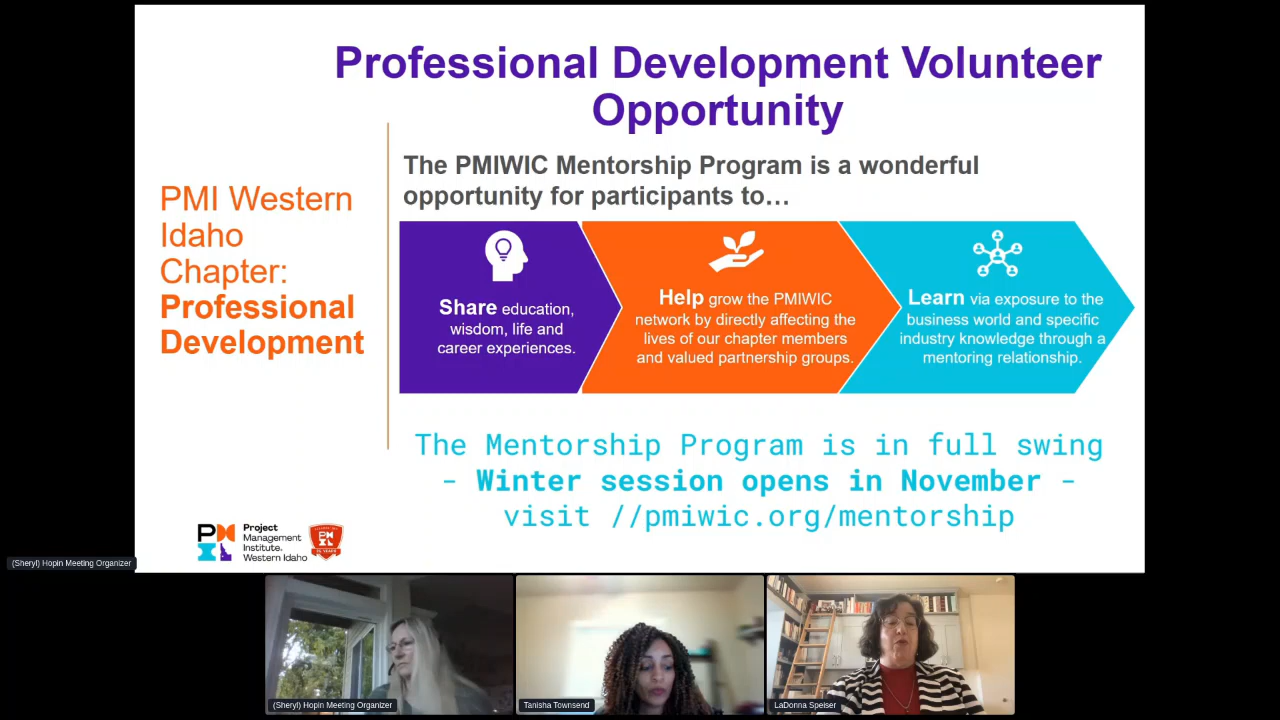 Professional Development Volunteer
Opportunity
The PMIWIC Mentorship Program is a wonderful
opportunity for participants to…
PMI Western
Idaho
Chapter:
Professional
Development
Share education,
wisdom, life and
career experiences.
Help grow the PMIWIC
network by directly affecting the
lives of our chapter members
and valued partnership groups.
Learn via exposure to the
business world and specific
industry knowledge through a
mentoring relationship.
The Mentorship Program is in full swing
- Winter session opens in November -
visit //pmiwic.org/mentorship
PM
Project
Management
Institute.
Western Idaho
(Sheryl) Hopin Meeting Organizer
(Sheryl) Hopin Meeting Organizer
Tanisha Townsend
LaDonna Speiser